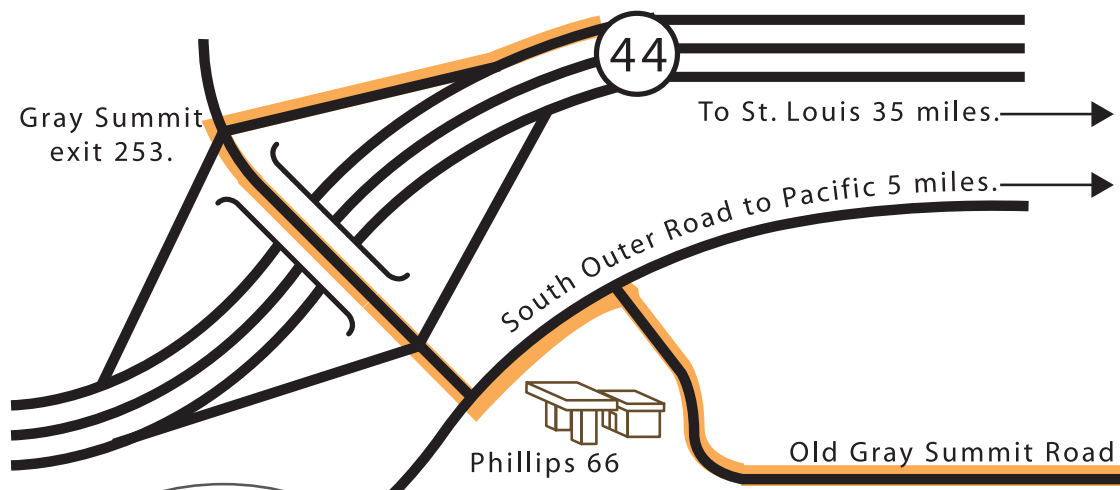 44
To St. Louis 35 miles.
Gray Summit
exit 253.
South Outer Road to Pacific 5 miles.
Phillips 66
Old Gray Summit Road